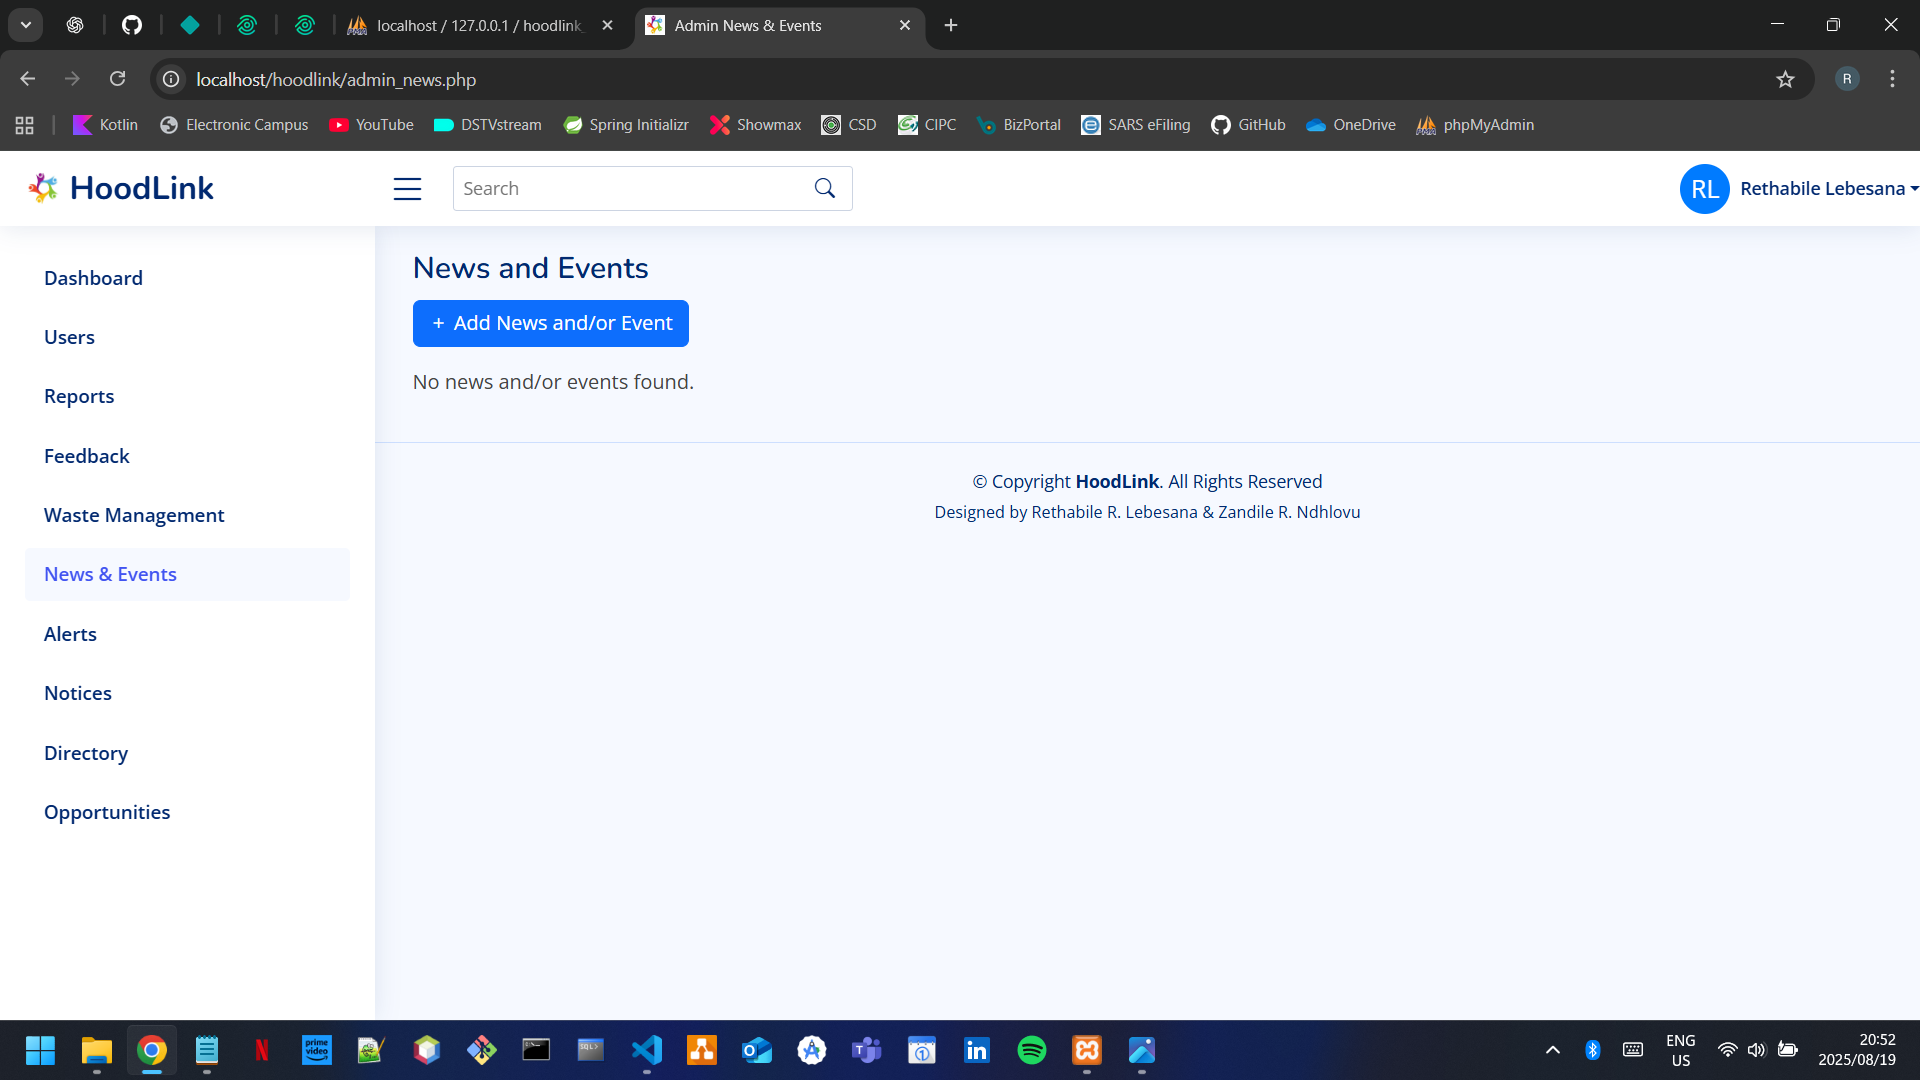 localhost / 127.0.0.1 / hoodlink_
Admin News & Events
localhost/hoodlink/admin_news.php
R
Kotlin
Electronic Campus
YouTube
DSTVstream
Spring Initializr
Showmax
CSD
CIPC
BizPortal
SARS eFiling
GitHub
OneDrive
phpMyAdmin
HoodLink
Search
RL
Rethabile Lebesana
Dashboard
Users
Reports
Feedback
Waste Management
News & Events
Alerts
Notices
Directory
Opportunities
News and Events
+ Add News and/or Event
No news and/or events found.
© Copyright HoodLink. All Rights Reserved
Designed by Rethabile R. Lebesana & Zandile R. Ndhlovu
prime video
ENG
US
20:52
2025/08/19